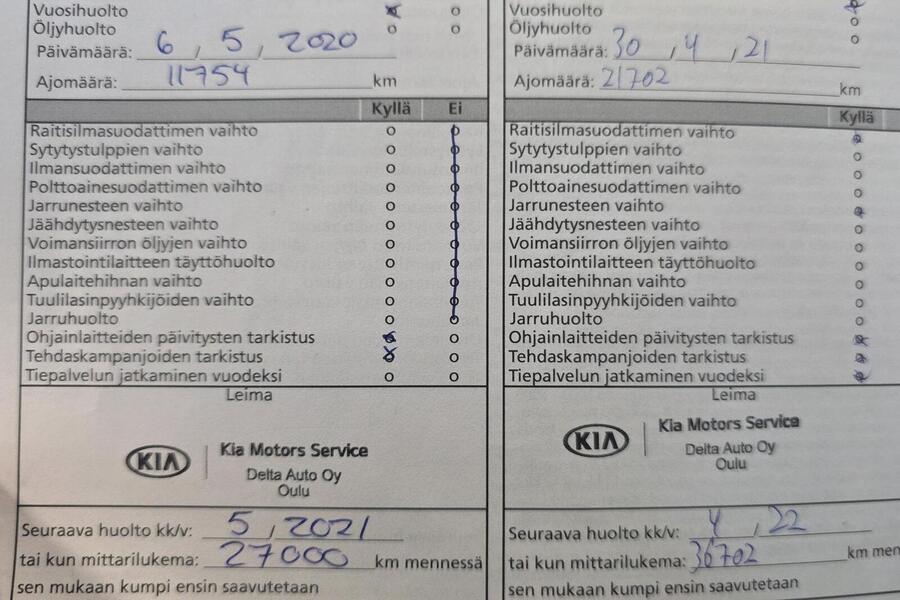 Vuosihuolto
Öljyhuolto
Päivämäärä: 6, 5, 2020
Ajomäärä: 11754 km
Kyllä Ei
Raitisilmasuodattimen vaihto
Sytytystulppien vaihto
Ilmansuodattimen vaihto
Polttoainesuodattimen vaihto
Jarrunesteen vaihto
Jäähdytysnesteen vaihto
Voimansiirron öljyjen vaihto
Ilmastointilaitteen täyttöhuolto
Apulaitehihnan vaihto
Tuulilasinpyyhkijöiden vaihto
Jarruhuolto
Ohjainlaitteiden päivitysten tarkistus
Tehdaskampanjoiden tarkistus
Tiepalvelun jatkaminen vuodeksi
Leima
KIA Kia Motors Service
Delta Auto Oy
Oulu
Seuraava huolto kk/v: 5, 2021
tai kun mittarilukema: 27000 km mennessä
sen mukaan kumpi ensin saavutetaan
Vuosihuolto
Öljyhuolto
Päivämäärä: 30, 4, 21
Ajomäärä: 21702 km
Kyllä
Raitisilmasuodattimen vaihto
Sytytystulppien vaihto
Ilmansuodattimen vaihto
Polttoainesuodattimen vaihto
Jarrunesteen vaihto
Jäähdytysnesteen vaihto
Voimansiirron öljyjen vaihto
Ilmastointilaitteen täyttöhuolto
Apulaitehihnan vaihto
Tuulilasinpyyhkijöiden vaihto
Jarruhuolto
Ohjainlaitteiden päivitysten tarkistus
Tehdaskampanjoiden tarkistus
Tiepalvelun jatkaminen vuodeksi
Leima
KIA Kia Motors Service
Delta Auto Oy
Oulu
Seuraava huolto kk/v: 4, 22
tai kun mittarilukema: 36702 km men
sen mukaan kumpi ensin saavutetaan